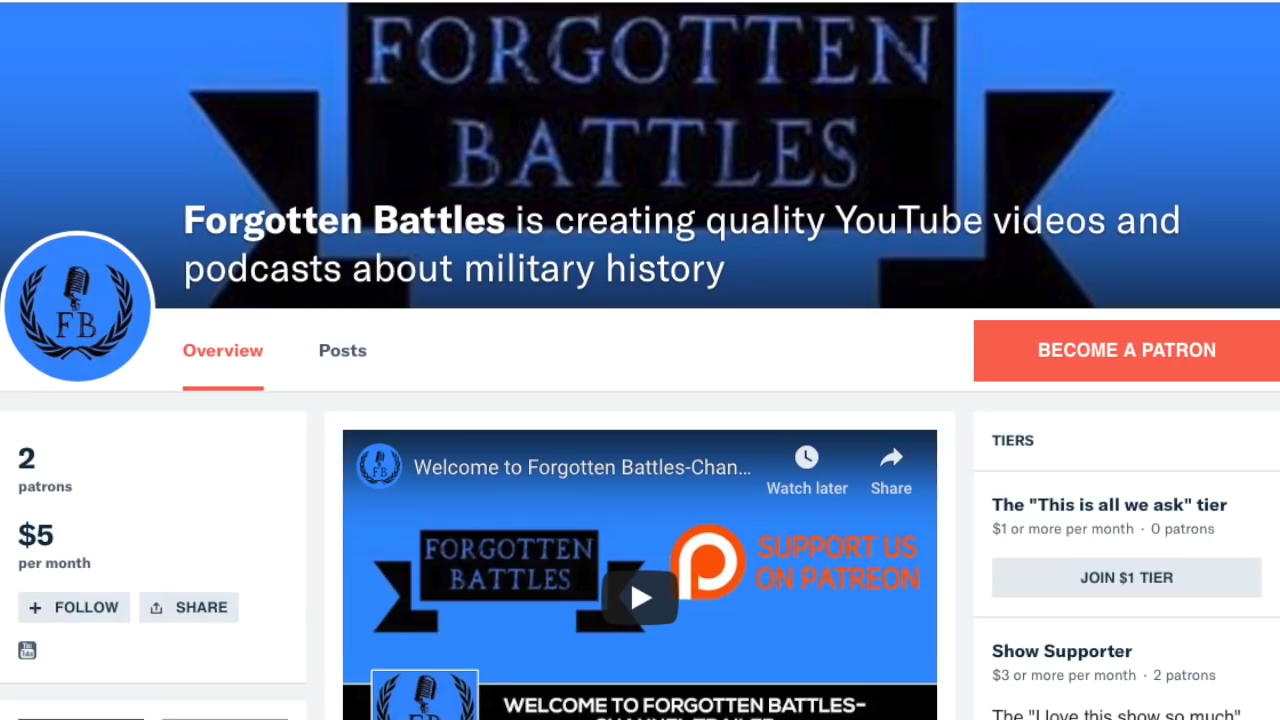 FORGOTTEN
BATTLES
Forgotten Battles is creating quality YouTube videos and
podcasts about military history
FB
Overview
Posts
BECOME A PATRON
2
patrons
$5
per month
+ FOLLOW
SHARE
You
Tube
FB
Welcome to Forgotten Battles-Chan...
Watch later
Share
FORGOTTEN
BATTLES
SUPPORT US
ON PATREON
FB
WELCOME TO FORGOTTEN BATTLES-
CHANNEL TRAILER
TIERS
The "This is all we ask" tier
$1 or more per month · 0 patrons
JOIN $1 TIER
Show Supporter
$3 or more per month · 2 patrons
The "I love this show so much"